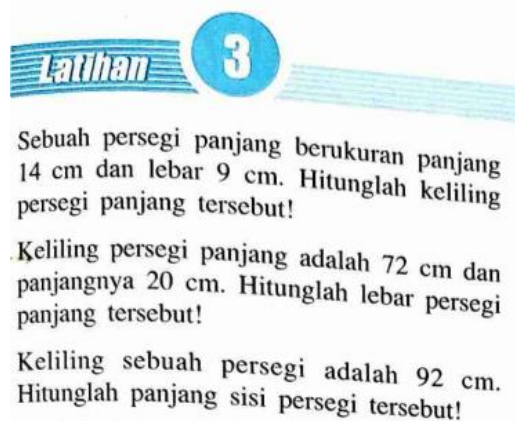 Latihan 3
Sebuah persegi panjang berukuran panjang
14 cm dan lebar 9 cm. Hitunglah keliling
persegi panjang tersebut!
Keliling persegi panjang adalah 72 cm dan
panjangnya 20 cm. Hitunglah lebar persegi
panjang tersebut!
Keliling sebuah persegi adalah 92 cm.
Hitunglah panjang sisi persegi tersebut!